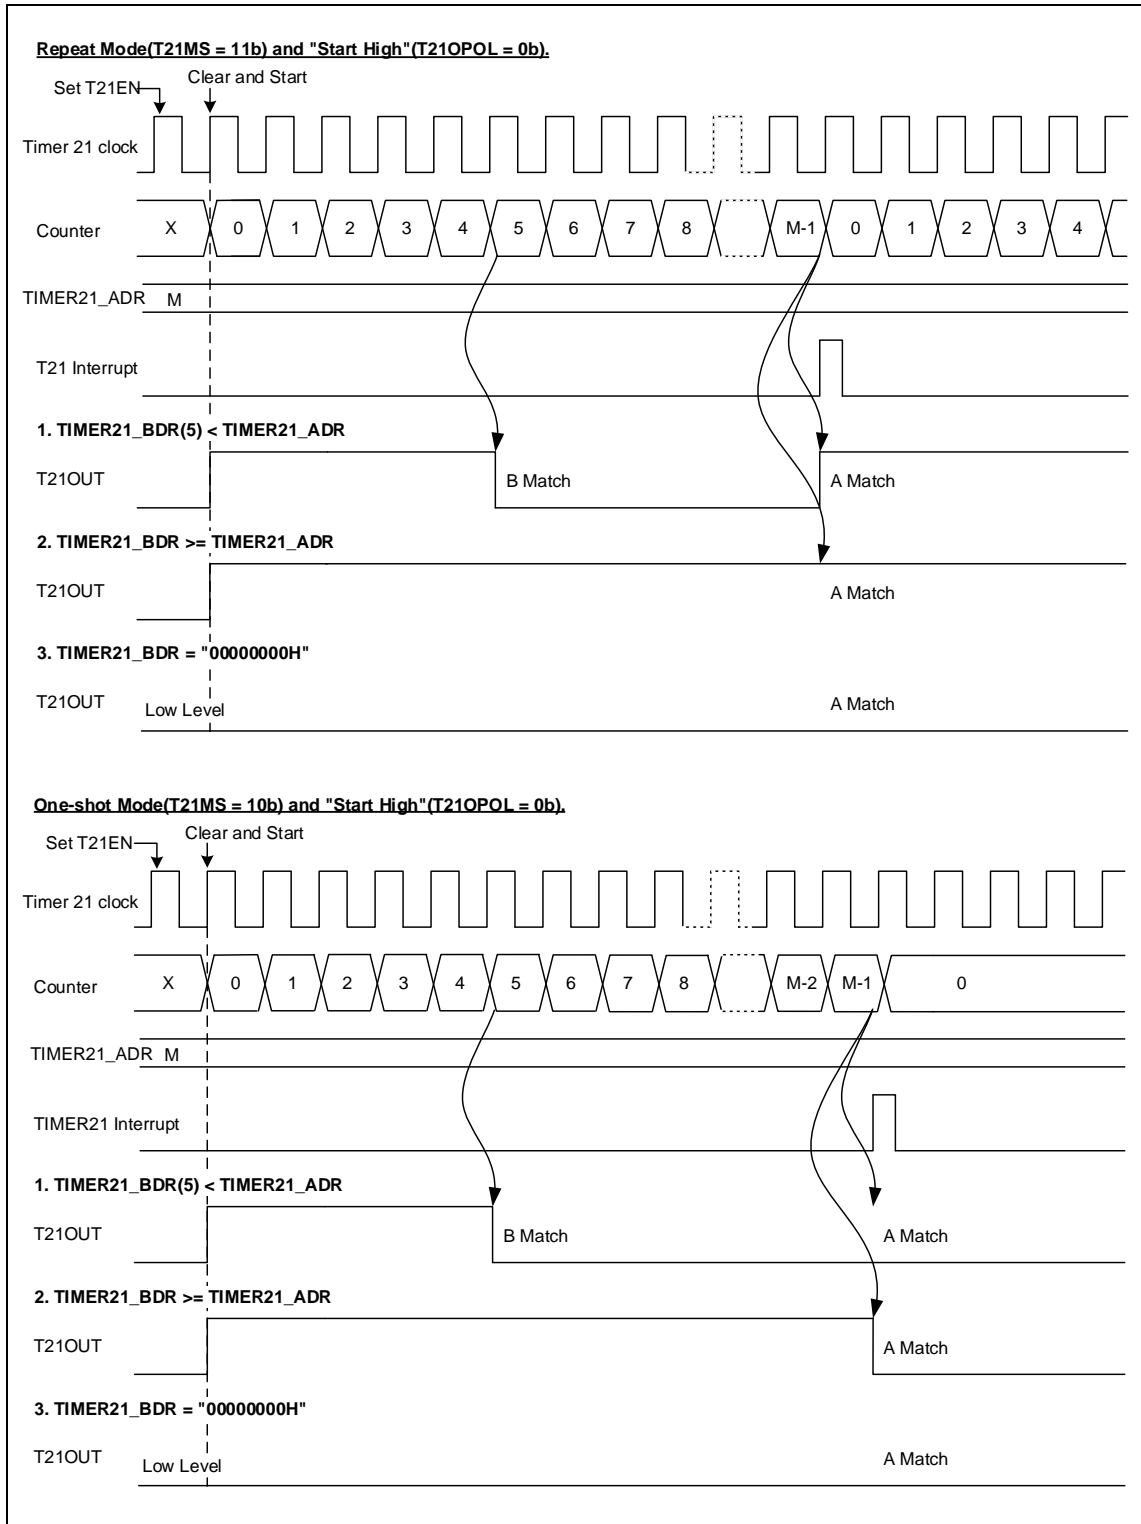 Repeat Mode(T21MS = 11b) and "Start High"(T21OPOL = 0b).
Set T21EN
Clear and Start
Timer 21 clock
Counter X 0 1 2 3 4 5 6 7 8 M-1 0 1 2 3 4
TIMER21_ADR M
T21 Interrupt
1. TIMER21_BDR(5) < TIMER21_ADR
T21OUT B Match A Match
2. TIMER21_BDR >= TIMER21_ADR
T21OUT A Match
3. TIMER21_BDR = "00000000H"
T21OUT Low Level A Match
One-shot Mode(T21MS = 10b) and "Start High"(T21OPOL = 0b).
Set T21EN
Clear and Start
Timer 21 clock
Counter X 0 1 2 3 4 5 6 7 8 M-2 M-1 0
TIMER21_ADR M
TIMER21 Interrupt
1. TIMER21_BDR(5) < TIMER21_ADR
T21OUT B Match A Match
2. TIMER21_BDR >= TIMER21_ADR
T21OUT A Match
3. TIMER21_BDR = "00000000H"
T21OUT Low Level A Match